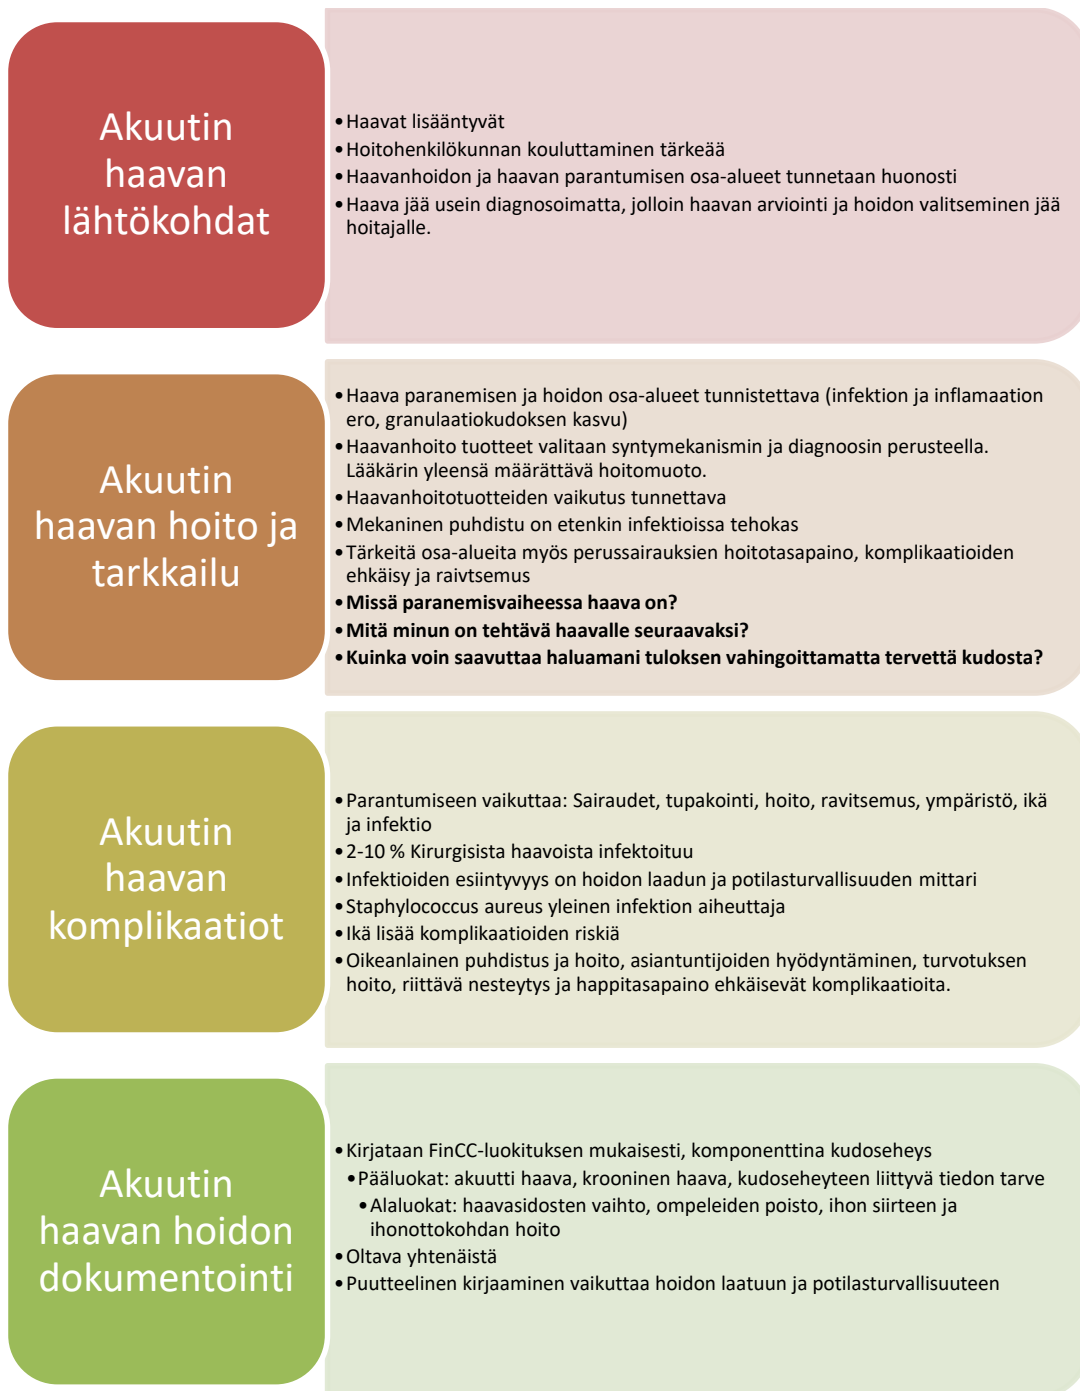 Akuutin
haavan
lähtökohdat
•Haavat lisääntyvät
•Hoitohenkilökunnan kouluttaminen tärkeää
•Haavanhoidon ja haavan parantumisen osa-alueet tunnetaan huonosti
•Haava jää usein diagnosoimatta, jolloin haavan arviointi ja hoidon valitseminen jää
hoitajalle.
Akuutin
haavan hoito ja
tarkkailu
•Haava paranemisen ja hoidon osa-alueet tunnistettava (infektion ja inflamaation
ero, granulaatiokudoksen kasvu)
•Haavanhoito tuotteet valitaan syntymekanismin ja diagnoosin perusteella.
Lääkärin yleensä määrättävä hoitomuoto.
•Haavanhoitotuotteiden vaikutus tunnettava
•Mekaninen puhdistu on etenkin infektioissa tehokas
•Tärkeitä osa-alueita myös perussairauksien hoitotasapaino, komplikaatioiden
ehkäisy ja raivtsemus
•Missä paranemisvaiheessa haava on?
•Mitä minun on tehtävä haavalle seuraavaksi?
•Kuinka voin saavuttaa haluamani tuloksen vahingoittamatta tervettä kudosta?
Akuutin
haavan
komplikaatiot
•Parantumiseen vaikuttaa: Sairaudet, tupakointi, hoito, ravitsemus, ympäristö, ikä
ja infektio
•2-10 % Kirurgisista haavoista infektoituu
•Infektioiden esiintyvyys on hoidon laadun ja potilasturvallisuuden mittari
•Staphylococcus aureus yleinen infektion aiheuttaja
•Ikä lisää komplikaatioiden riskiä
•Oikeanlainen puhdistus ja hoito, asiantuntijoiden hyödyntäminen, turvotuksen
hoito, riittävä nesteytys ja happitasapaino ehkäisevät komplikaatioita.
Akuutin
haavan hoidon
dokumentointi
•Kirjataan FinCC-luokituksen mukaisesti, komponenttina kudoseheys
•Pääluokat: akuutti haava, krooninen haava, kudoseheyteen liittyvä tiedon tarve
•Alaluokat: haavasidosten vaihto, ompeleiden poisto, ihon siirteen ja
ihonottokohdan hoito
•Oltava yhtenäistä
•Puutteelinen kirjaaminen vaikuttaa hoidon laatuun ja potilasturvallisuuteen